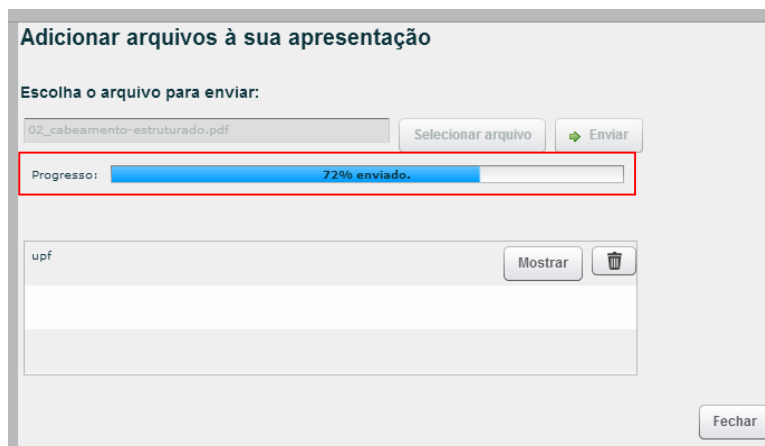 Adicionar arquivos à sua apresentação
Escolha o arquivo para enviar:
02_cabeamento-estruturado.pdf
Selecionar arquivo
Enviar
Progresso:
72% enviado.
upf
Mostrar
Fechar